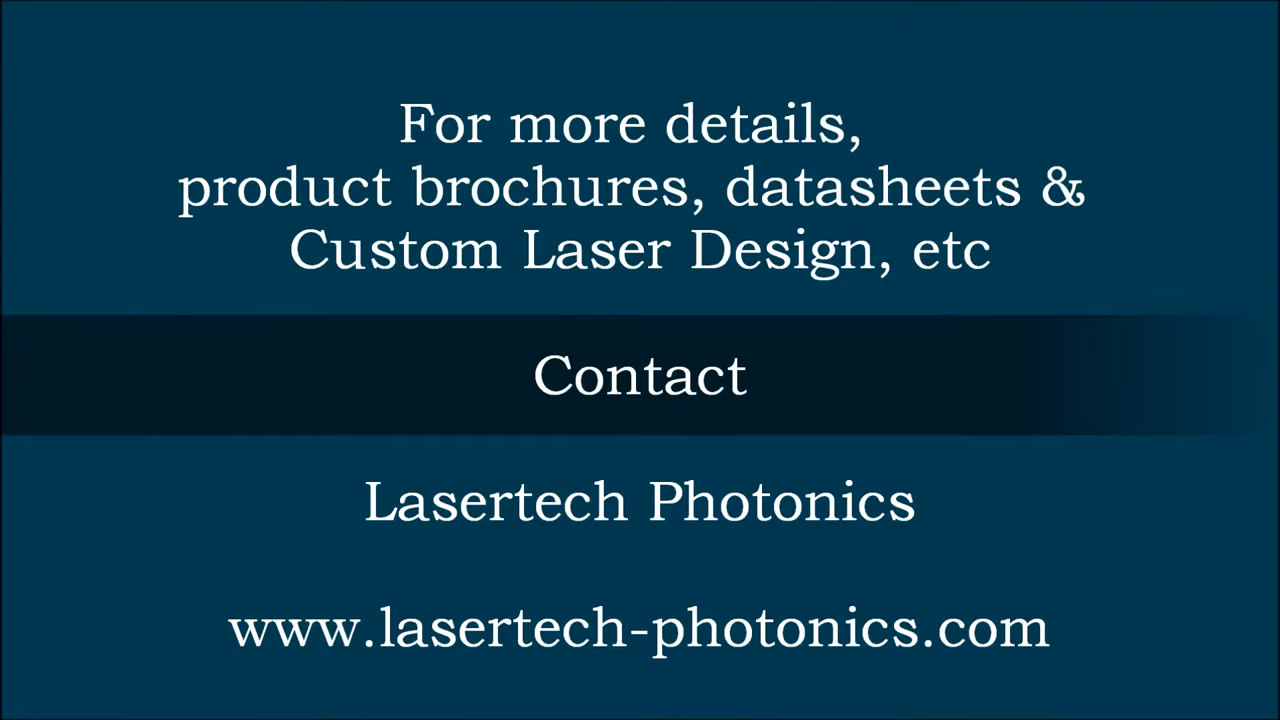 For more details,
product brochures, datasheets &
Custom Laser Design, etc
Contact
Lasertech Photonics
www.lasertech-photonics.com